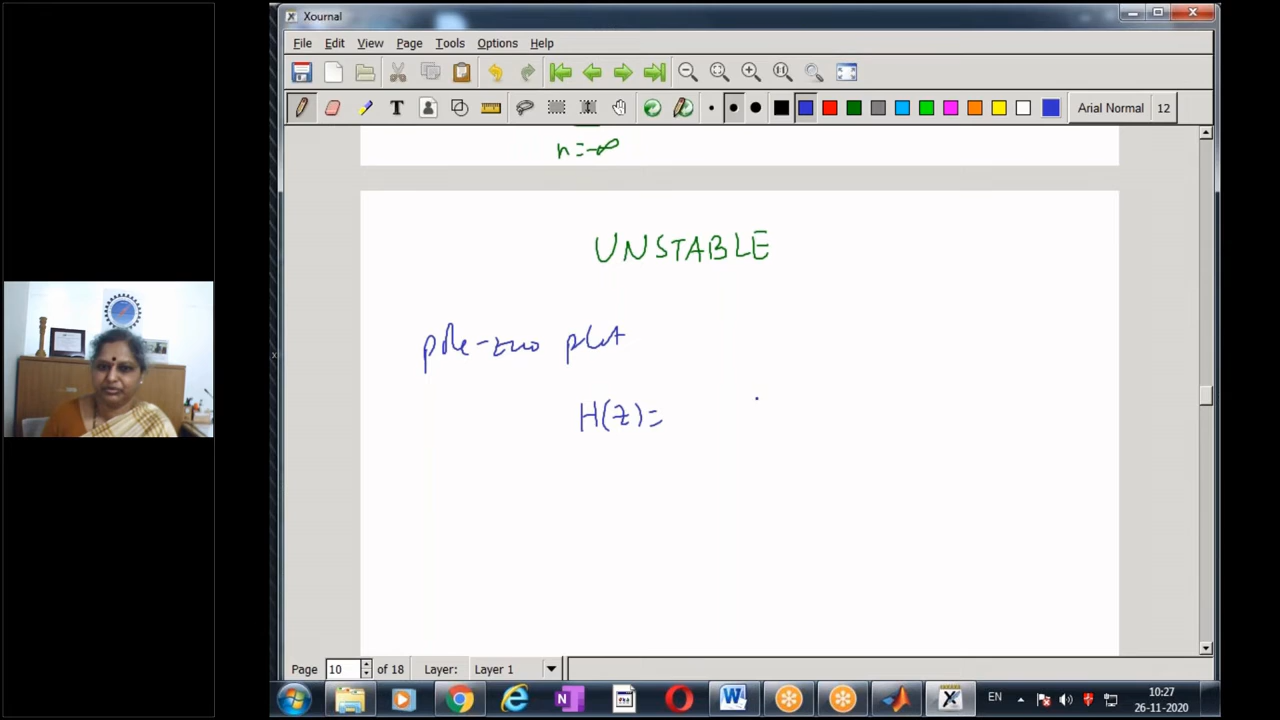 Xournal
File Edit View Page Tools Options Help
Arial Normal 12
n=-∞
UNSTABLE
pole-zero plot
H(z)=
Page 10 of 18 Layer: Layer 1
EN 10:27
26-11-2020